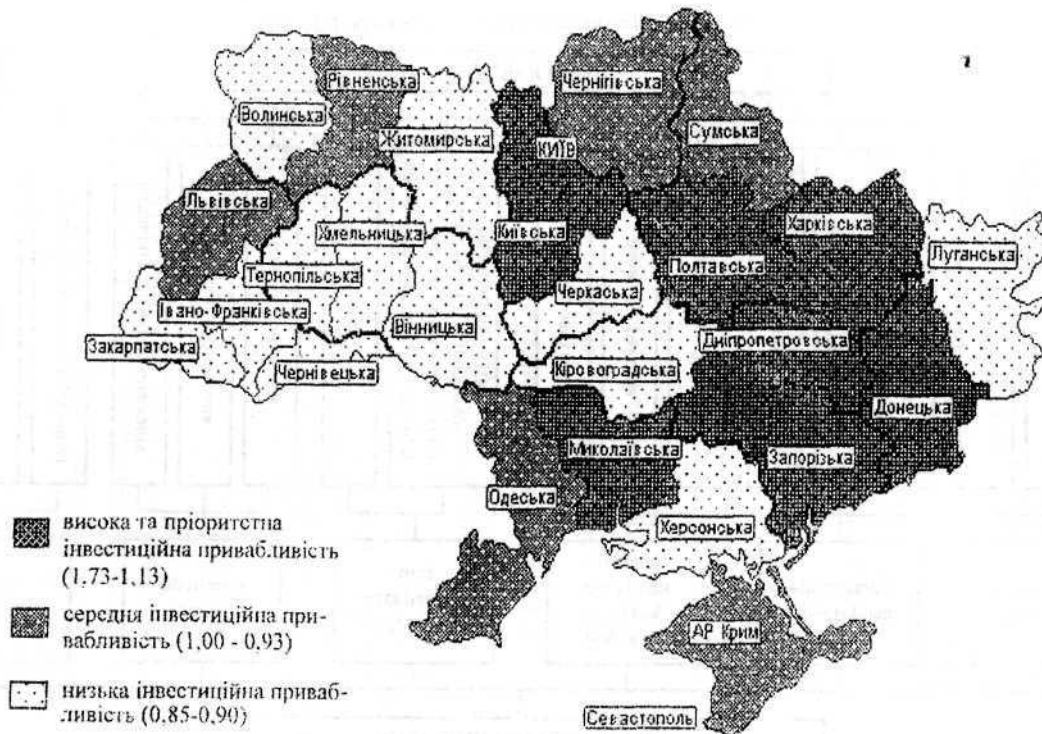 Рівненська
Чернігівська
Волинська
Житомирська
КИЇВ
Сумська
Львівська
Хмельницька
Київська
Харківська
Луганська
Тернопільська
Полтавська
Черкаська
Івано-Франківська
Вінницька
Дніпропетровська
Закарпатська
Чернівецька
Кіровоградська
Донецька
Миколаївська
Запорізька
Одеська
Херсонська
висока та пріоритстна
інвестиційна привабливість
(1,73-1,13)
середня інвестиційна при-
вабливість (1,00 - 0,93)
АР Крим
низька інвестиційна приваб-
ливість (0,85-0,90)
Севастополь